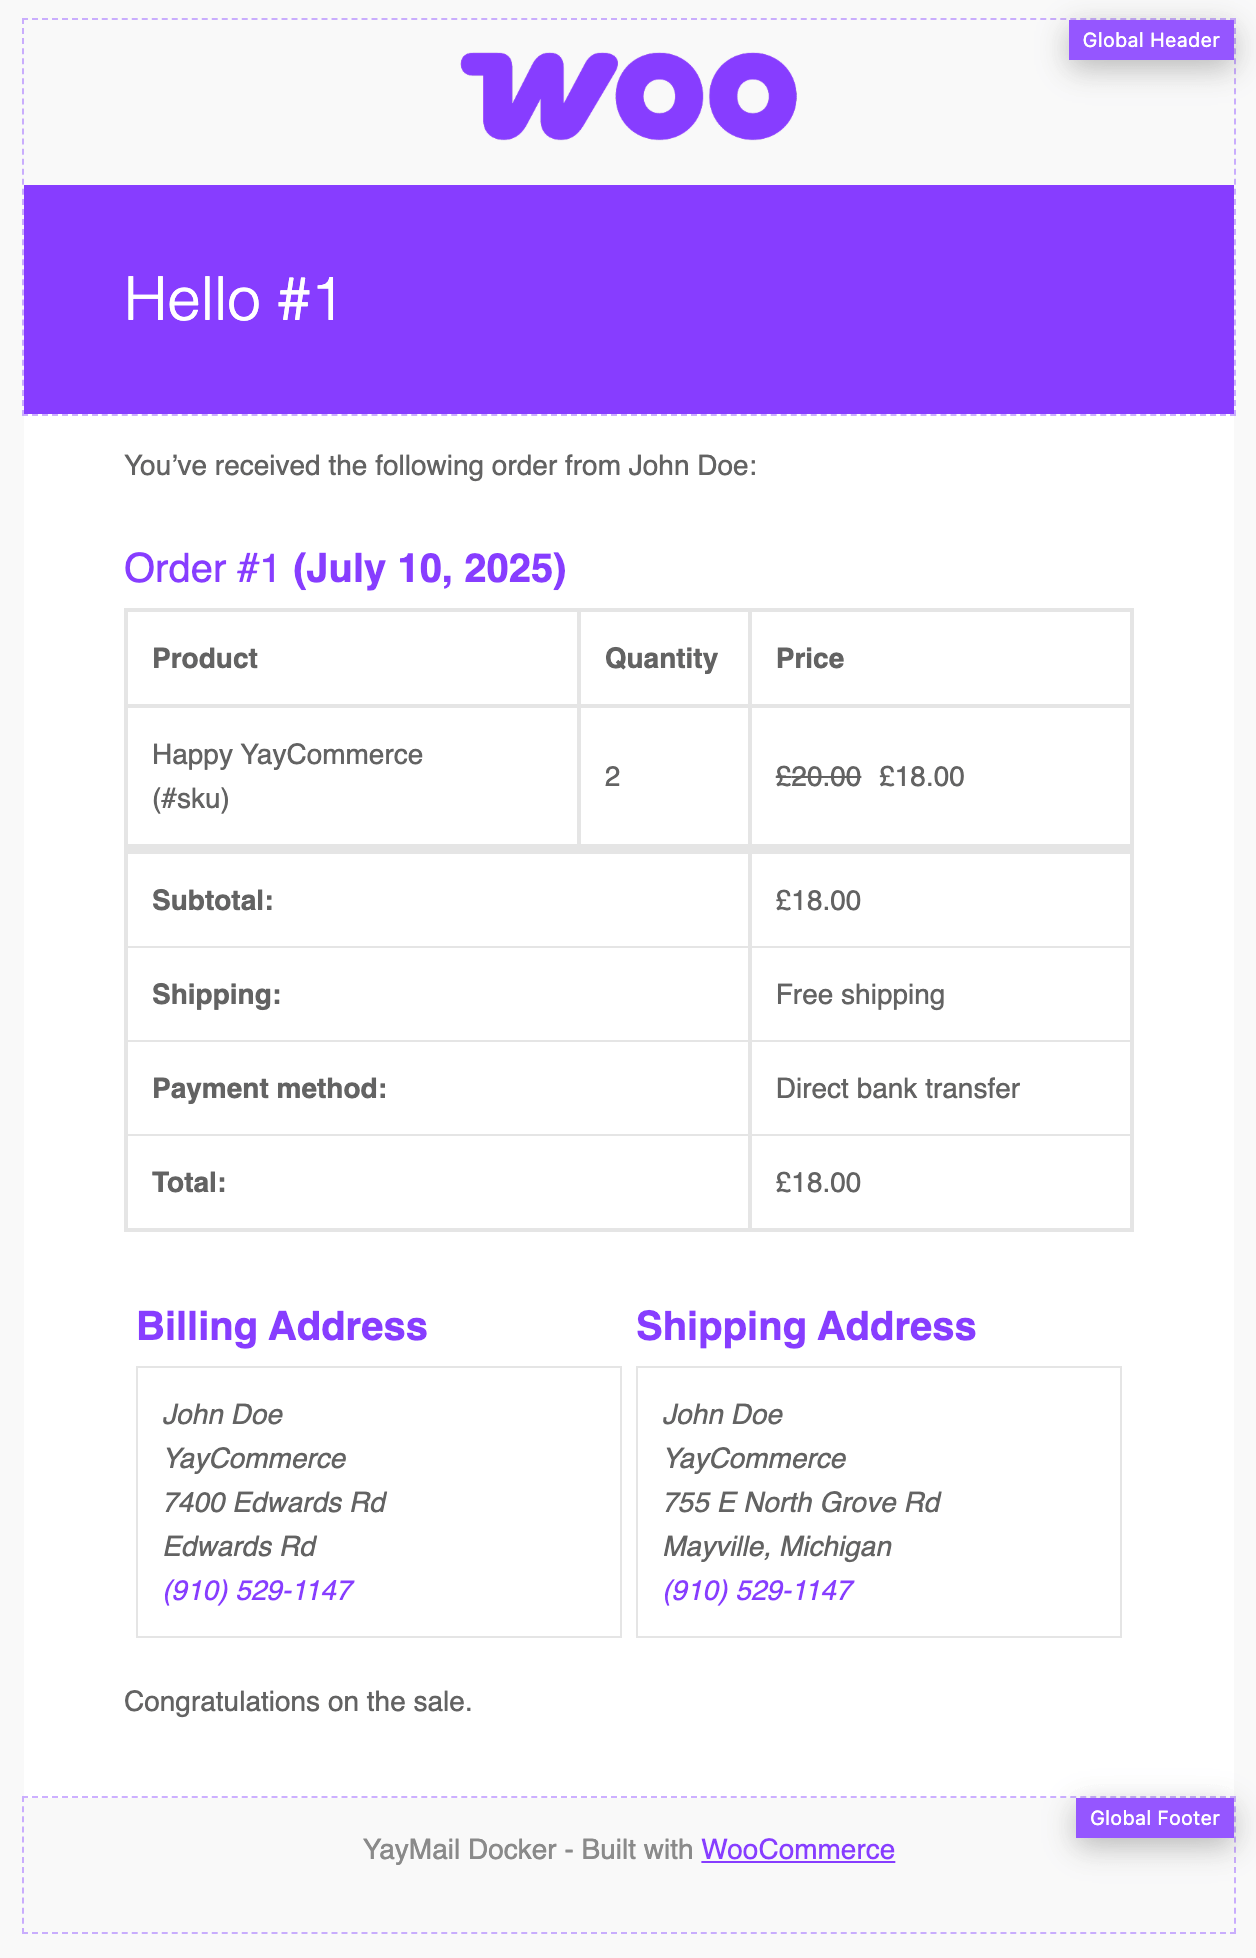 Global Header
woo
Hello #1
You’ve received the following order from John Doe:
Order #1 (July 10, 2025)
Product Quantity Price
Happy YayCommerce
(#sku)
2 £20.00 £18.00
Subtotal: £18.00
Shipping: Free shipping
Payment method: Direct bank transfer
Total: £18.00
Billing Address
John Doe
YayCommerce
7400 Edwards Rd
Edwards Rd
(910) 529-1147
Shipping Address
John Doe
YayCommerce
755 E North Grove Rd
Mayville, Michigan
(910) 529-1147
Congratulations on the sale.
Global Footer
YayMail Docker - Built with WooCommerce